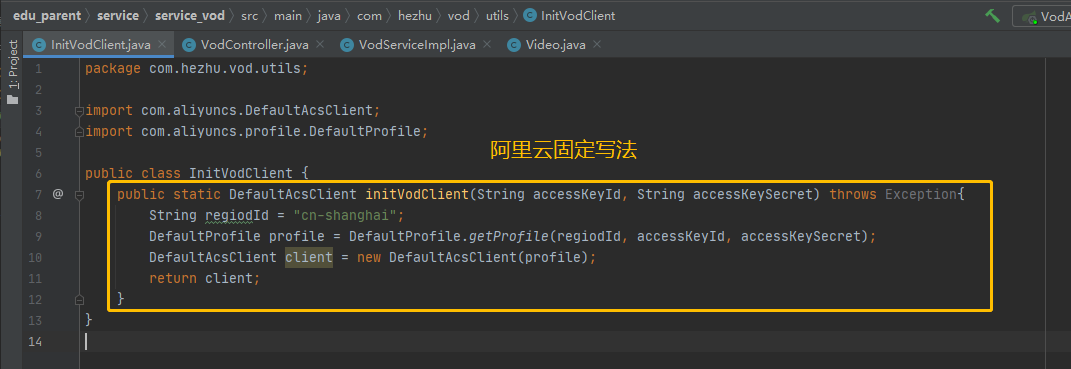 edu_parent › service › service_vod › src › main › java › com › hezhu › vod › utils › InitVodClient
VodA
InitVodClient.java × VodController.java × VodServiceImpl.java × Video.java ×
1: Project
1 package com.hezhu.vod.utils;
2
3 import com.aliyuncs.DefaultAcsClient;
4 import com.aliyuncs.profile.DefaultProfile;
阿里云固定写法
5
6 public class InitVodClient {
7 @ public static DefaultAcsClient initVodClient(String accessKeyId, String accessKeySecret) throws Exception{
8 String regiodId = "cn-shanghai";
9 DefaultProfile profile = DefaultProfile.getProfile(regiodId, accessKeyId, accessKeySecret);
10 DefaultAcsClient client = new DefaultAcsClient(profile);
11 return client;
12 }
13 }
14